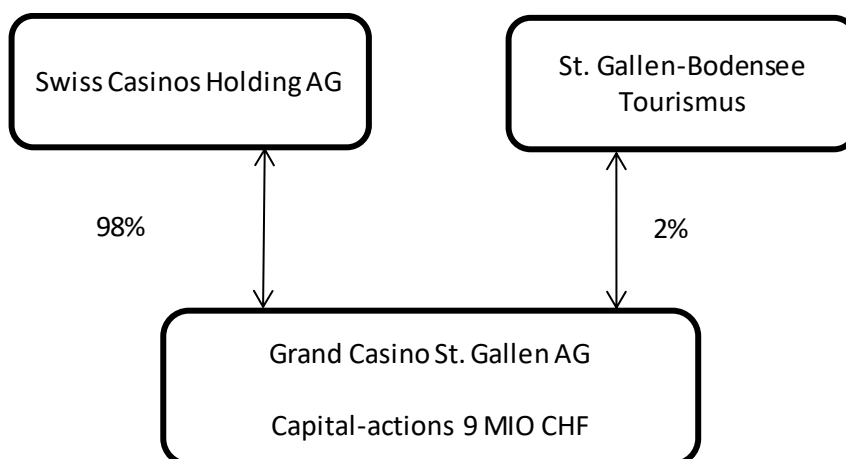 Swiss Casinos Holding AG
St. Gallen-Bodensee
Tourismus
98%
2%
Grand Casino St. Gallen AG
Capital-actions 9 MIO CHF